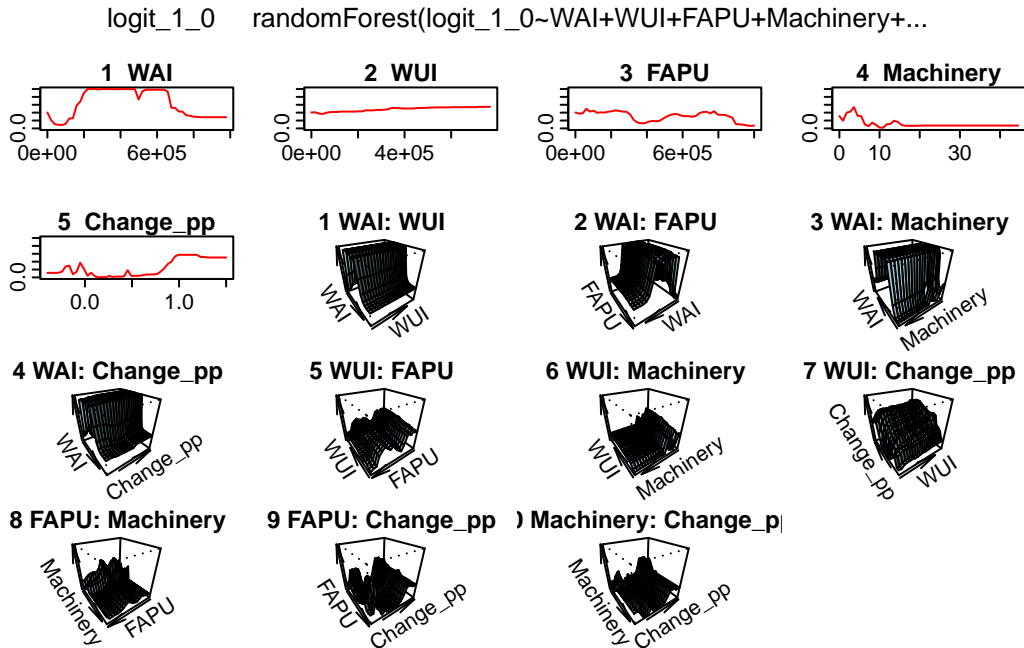 logit_1_0 randomForest(logit_1_0~WAI+WUI+FAPU+Machinery+...
1 WAI
2 WUI
3 FAPU
4 Machinery
0.0
0e+00 6e+05
0.0
0e+00 4e+05
0.0
0e+00 6e+05
0.0
0 10 30
5 Change_pp
1 WAI: WUI
2 WAI: FAPU
3 WAI: Machinery
0.0
0.0 1.0
WAI
WUI
FAPU
WAI
WAI
Machinery
4 WAI: Change_pp
5 WUI: FAPU
6 WUI: Machinery
7 WUI: Change_pp
WAI
Change_pp
WUI
FAPU
WUI
Machinery
Change_pp
WUI
8 FAPU: Machinery
9 FAPU: Change_pp
Machinery: Change_p
Machinery
FAPU
FAPU
Change_pp
Machinery
Change_pp